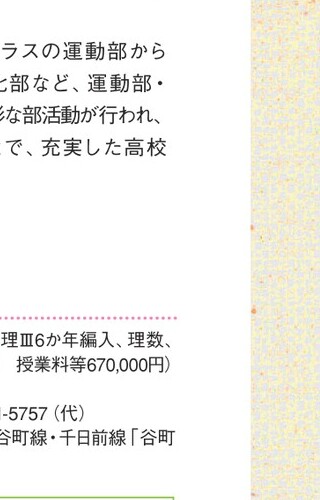 ラスの運動部から
化部など、運動部・
彩な部活動が行われ、
で、充実した高校
理Ⅲ6か年編入、理数、
授業料等670,000円）
-5757（代）
谷町線・千日前線「谷町